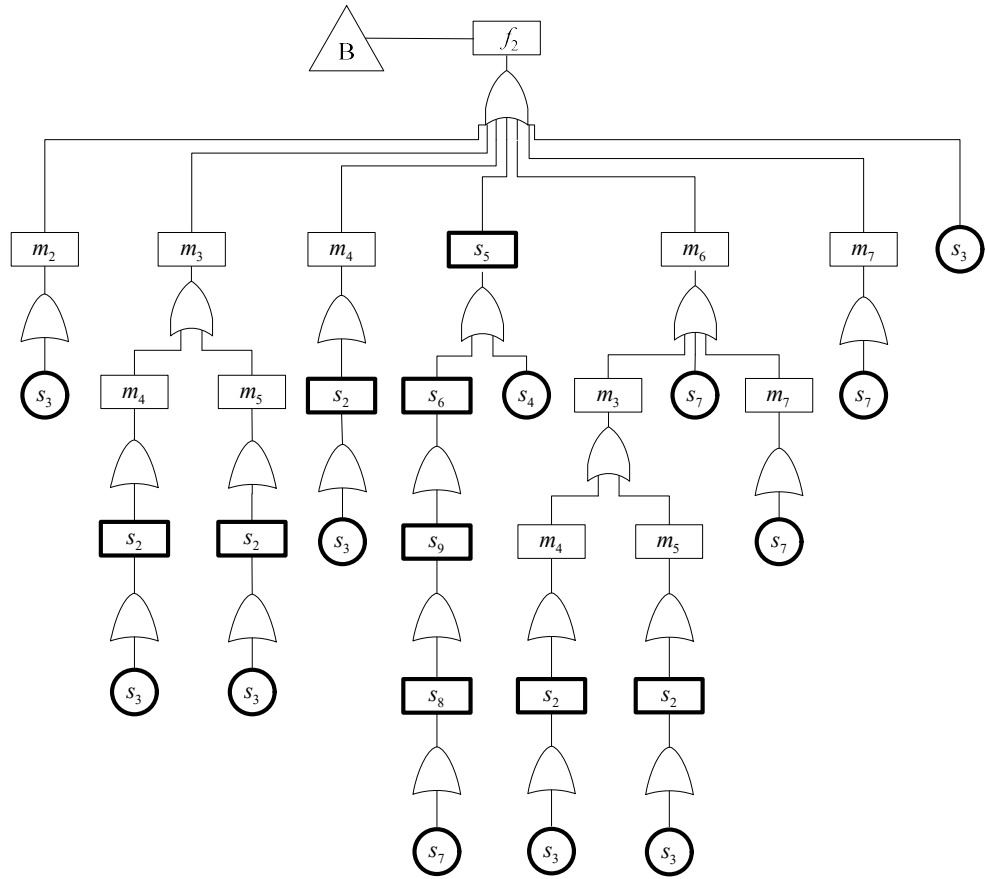 B f₂
m₂ m₃ m₄ s₅ m₆ m₇ s₃
s₃ m₄ m₅ s₂ s₆ s₄ m₃ s₇ m₇ s₇
s₂ s₂ s₃ s₉ m₄ m₅ s₇
s₃ s₃ s₈ s₂ s₂
s₇ s₃ s₃